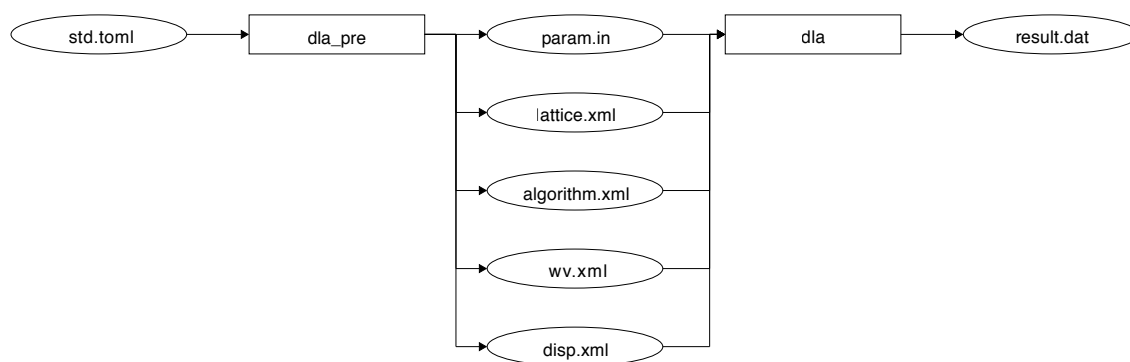 std.toml
dla_pre
param.in
dla
result.dat
lattice.xml
algorithm.xml
wv.xml
disp.xml